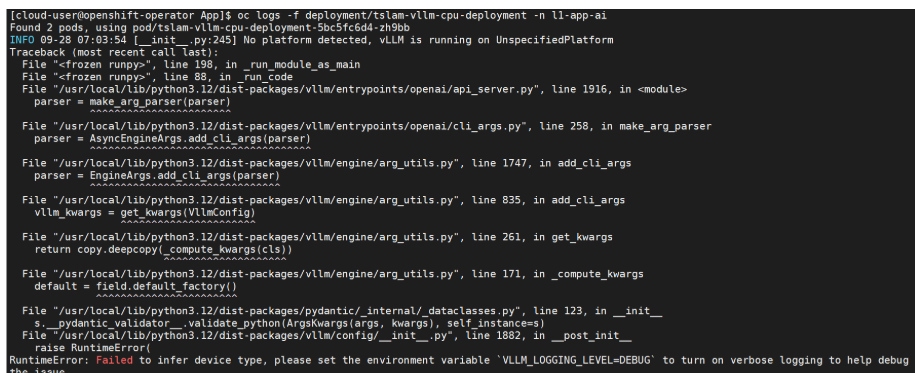 [cloud-user@openshift-operator App]$ oc logs -f deployment/tslam-vllm-cpu-deployment -n l1-app-ai
Found 2 pods, using pod/tslam-vllm-cpu-deployment-5bc5fc6d4-zh9bb
INFO 09-28 07:03:54 [__init__.py:245] No platform detected, vLLM is running on UnspecifiedPlatform
Traceback (most recent call last):
  File "<frozen runpy>", line 198, in _run_module_as_main
  File "<frozen runpy>", line 88, in _run_code
  File "/usr/local/lib/python3.12/dist-packages/vllm/entrypoints/openai/api_server.py", line 1916, in <module>
    parser = make_arg_parser(parser)
             ^^^^^^^^^^^^^^^^^^^^^^^
  File "/usr/local/lib/python3.12/dist-packages/vllm/entrypoints/openai/cli_args.py", line 258, in make_arg_parser
    parser = AsyncEngineArgs.add_cli_args(parser)
             ^^^^^^^^^^^^^^^^^^^^^^^^^^^^^^^^^^^^
  File "/usr/local/lib/python3.12/dist-packages/vllm/engine/arg_utils.py", line 1747, in add_cli_args
    parser = EngineArgs.add_cli_args(parser)
             ^^^^^^^^^^^^^^^^^^^^^^^^^^^^^^^
  File "/usr/local/lib/python3.12/dist-packages/vllm/engine/arg_utils.py", line 835, in add_cli_args
    vllm_kwargs = get_kwargs(VllmConfig)
                  ^^^^^^^^^^^^^^^^^^^^^^
  File "/usr/local/lib/python3.12/dist-packages/vllm/engine/arg_utils.py", line 261, in get_kwargs
    return copy.deepcopy(_compute_kwargs(cls))
                         ^^^^^^^^^^^^^^^^^^^^
  File "/usr/local/lib/python3.12/dist-packages/vllm/engine/arg_utils.py", line 171, in _compute_kwargs
    default = field.default_factory()
              ^^^^^^^^^^^^^^^^^^^^^^^
  File "/usr/local/lib/python3.12/dist-packages/pydantic/_internal/_dataclasses.py", line 123, in __init__
    s.__pydantic_validator__.validate_python(ArgsKwargs(args, kwargs), self_instance=s)
  File "/usr/local/lib/python3.12/dist-packages/vllm/config/__init__.py", line 1882, in __post_init__
    raise RuntimeError(
RuntimeError: Failed to infer device type, please set the environment variable `VLLM_LOGGING_LEVEL=DEBUG` to turn on verbose logging to help debug
the issue.